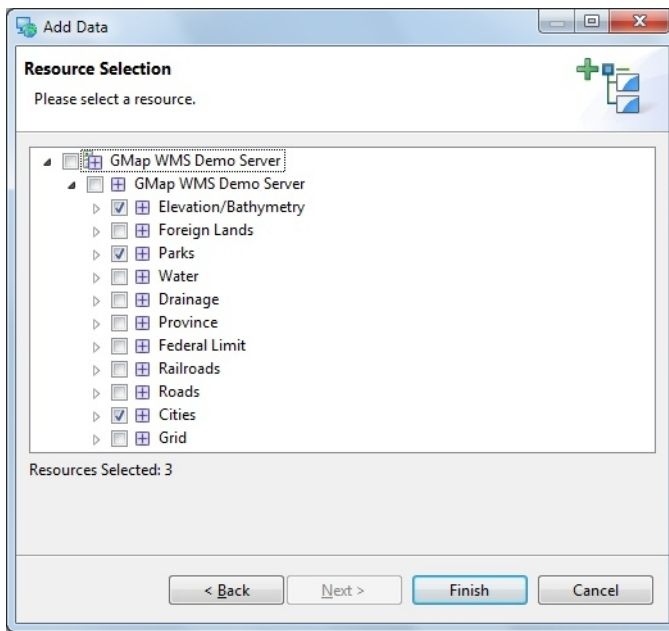 Add Data
Resource Selection
Please select a resource.
GMap WMS Demo Server
GMap WMS Demo Server
Elevation/Bathymetry
Foreign Lands
Parks
Water
Drainage
Province
Federal Limit
Railroads
Roads
Cities
Grid
Resources Selected: 3
< Back Next > Finish Cancel